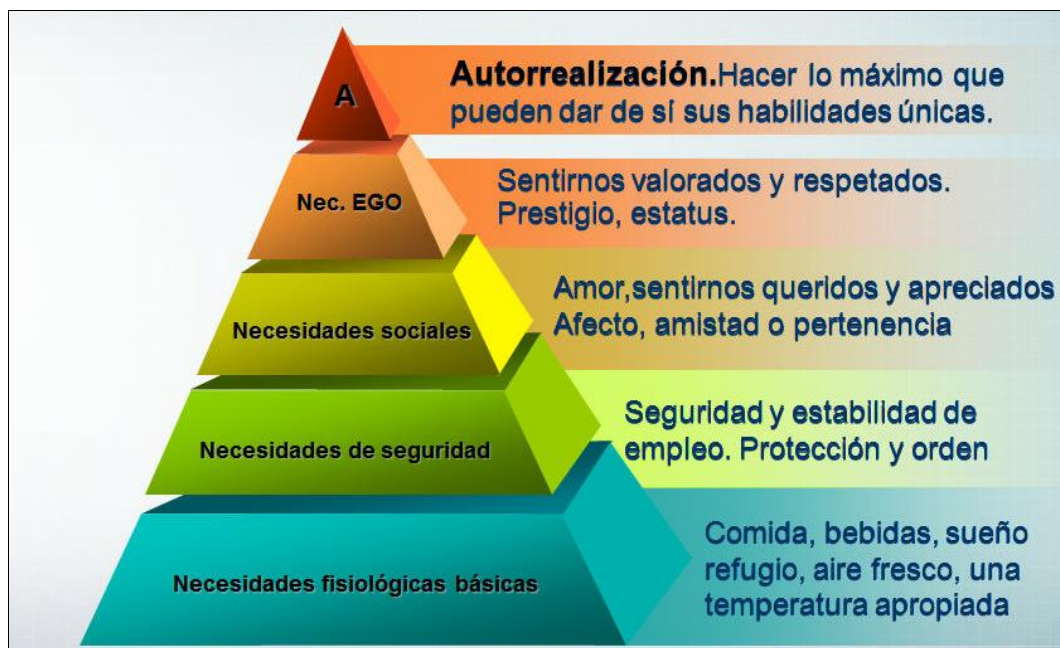 A
Autorrealización.Hacer lo máximo que
pueden dar de sí sus habilidades únicas.
Nec. EGO
Sentirnos valorados y respetados.
Prestigio, estatus.
Necesidades sociales
Amor,sentirnos queridos y apreciados
Afecto, amistad o pertenencia
Necesidades de seguridad
Seguridad y estabilidad de
empleo. Protección y orden
Necesidades fisiológicas básicas
Comida, bebidas, sueño
refugio, aire fresco, una
temperatura apropiada